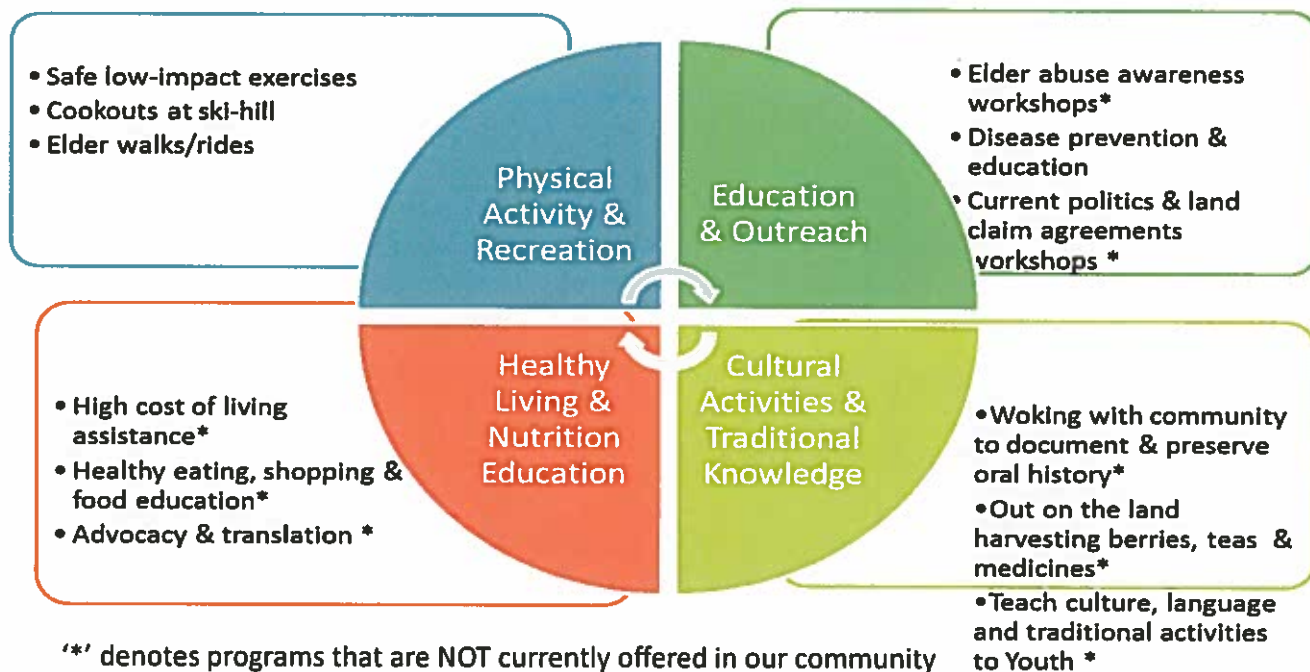 • Safe low-impact exercises
• Cookouts at ski-hill
• Elder walks/rides
Physical
Activity &
Recreation
Education
& Outreach
• Elder abuse awareness
workshops*
• Disease prevention &
education
• Current politics & land
claim agreements
workshops *
• High cost of living
assistance*
• Healthy eating, shopping &
food education*
• Advocacy & translation *
Healthy
Living &
Nutrition
Education
Cultural
Activities &
Traditional
Knowledge
•Woking with community
to document & preserve
oral history*
•Out on the land
harvesting berries, teas &
medicines*
•Teach culture, language
and traditional activities
to Youth *
'*' denotes programs that are NOT currently offered in our community